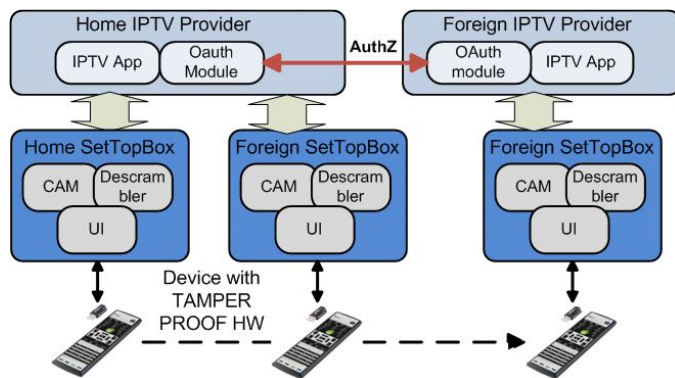 Home IPTV Provider
Foreign IPTV Provider
IPTV App
Oauth
Module
AuthZ
OAuth
module
IPTV App
Home SetTopBox
Foreign SetTopBox
Foreign SetTopBox
CAM
Descram
bler
UI
CAM
Descram
bler
UI
CAM
Descram
bler
UI
Device with
TAMPER
PROOF HW